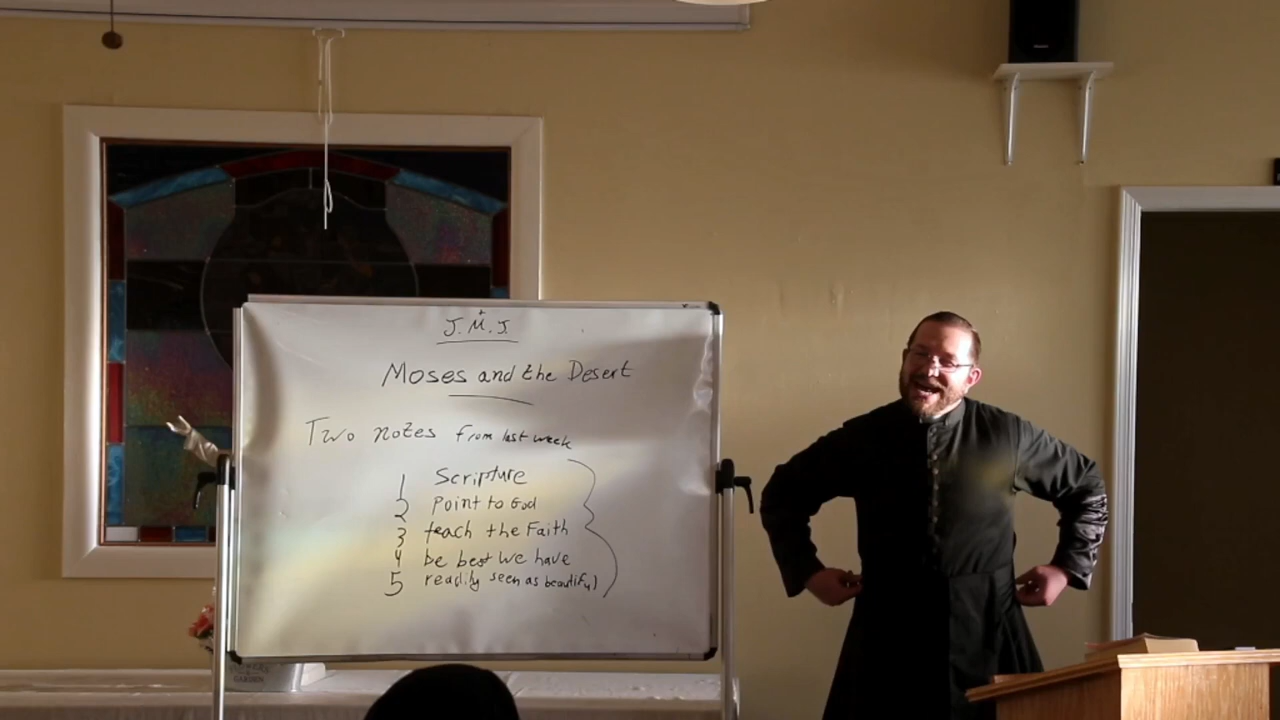 J.M.J.
Moses and the Desert
Two notes from last week
1 Scripture
2 Point to God
3 teach the Faith
4 be best we have
5 readily seen as beautiful
GARDEN